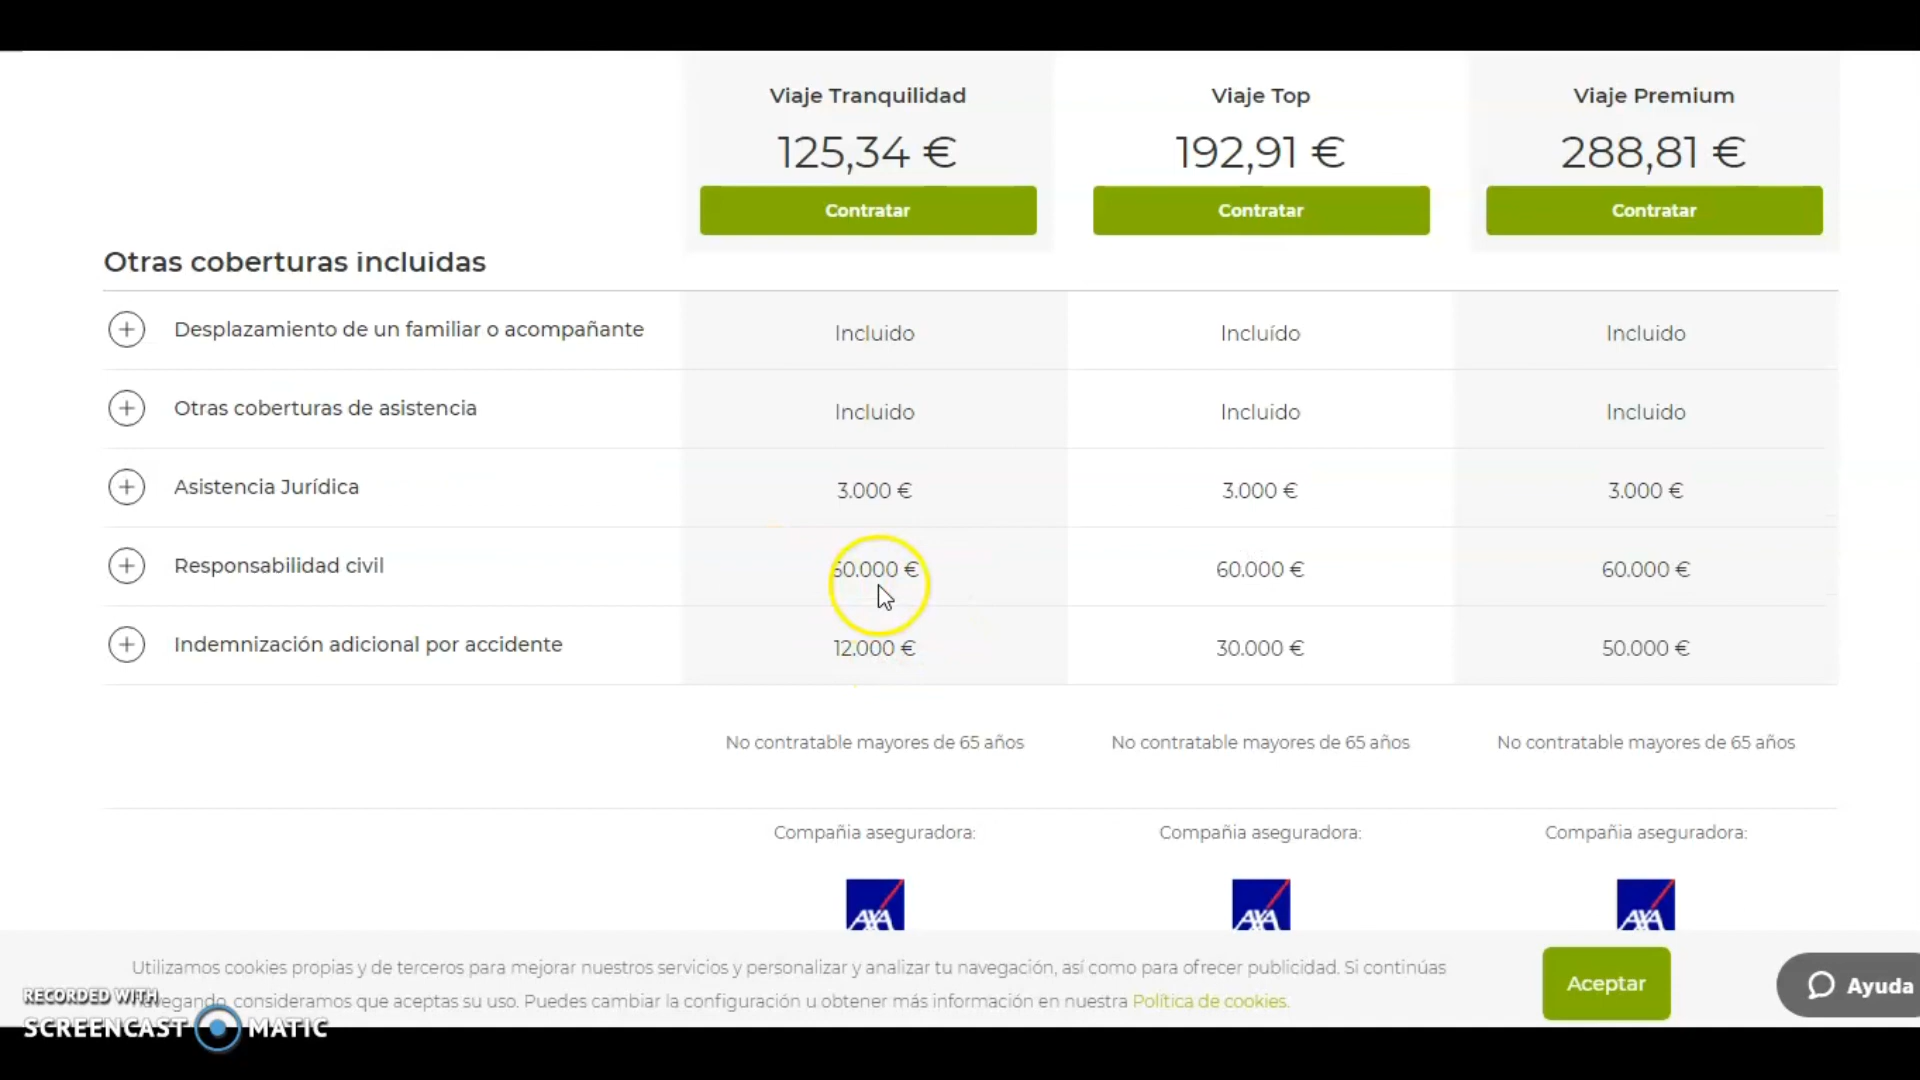 Viaje Tranquilidad Viaje Top Viaje Premium
125,34 € 192,91 € 288,81 €
Contratar Contratar Contratar
Otras coberturas incluidas
Desplazamiento de un familiar o acompañante Incluido Incluído Incluido
Otras coberturas de asistencia Incluido Incluido Incluido
Asistencia Jurídica 3.000 € 3.000 € 3.000 €
Responsabilidad civil 60.000 € 60.000 € 60.000 €
Indemnización adicional por accidente 12.000 € 30.000 € 50.000 €
No contratable mayores de 65 años No contratable mayores de 65 años No contratable mayores de 65 años
Compañia aseguradora: Compañia aseguradora: Compañia aseguradora:
AXA AXA AXA
Utilizamos cookies propias y de terceros para mejorar nuestros servicios y personalizar y analizar tu navegación, así como para ofrecer publicidad. Si continúas
consideramos que aceptas su uso. Puedes cambiar la configuración u obtener más información en nuestra Política de cookies.
Aceptar
Ayuda
RECORDED WITH
SCREENCAST MATIC